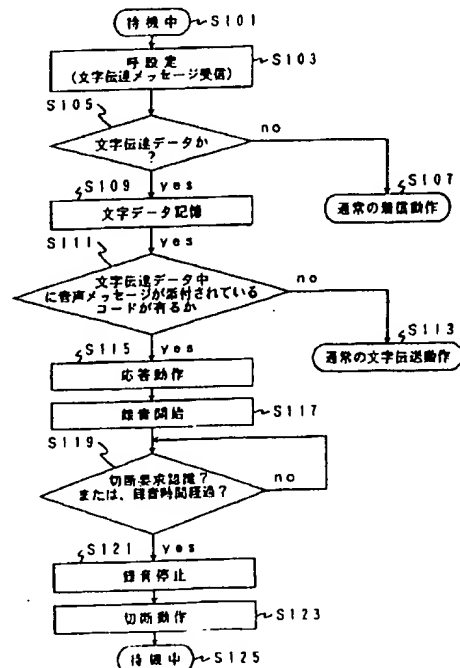 待機中 S101
呼設定 S103
(文字伝達メッセージ受信)
S105
文字伝達データか
?
no
S107
通常の着信動作
S109 yes
文字データ記憶
S111 yes
文字伝達データ中
に音声メッセージが添付されている
コードが有るか
no
S113
通常の文字伝送動作
S115 yes
応答動作
録音開始 S117
S119
切断要求認識?
または、録音時間経過?
no
S121 yes
録音停止
切断動作 S123
待機中 S125